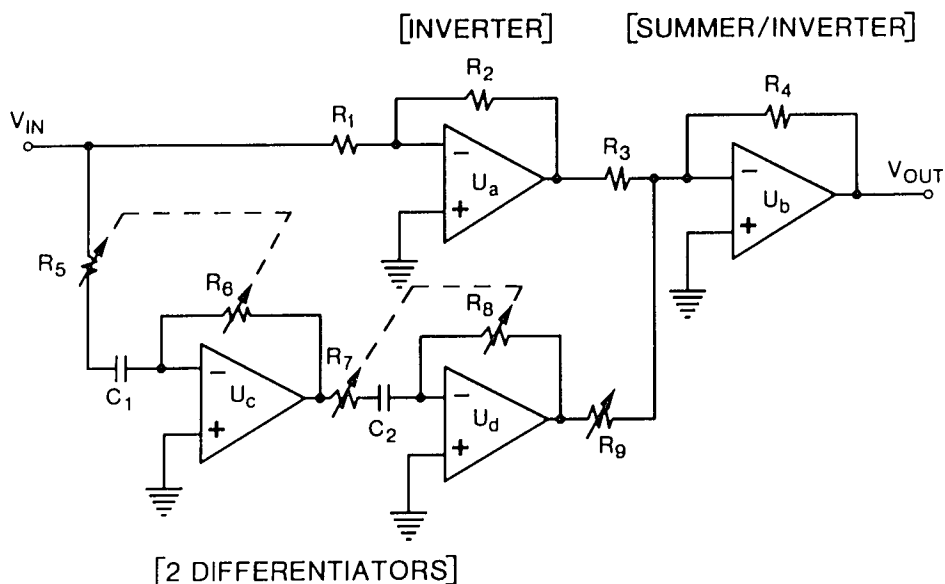 [INVERTER]
[SUMMER/INVERTER]
R2
R4
VIN
R1
R3
−
Ua
+
−
Ub
+
VOUT
R5
R6
R7
R8
C1
−
Uc
+
C2
−
Ud
+
R9
[2 DIFFERENTIATORS]